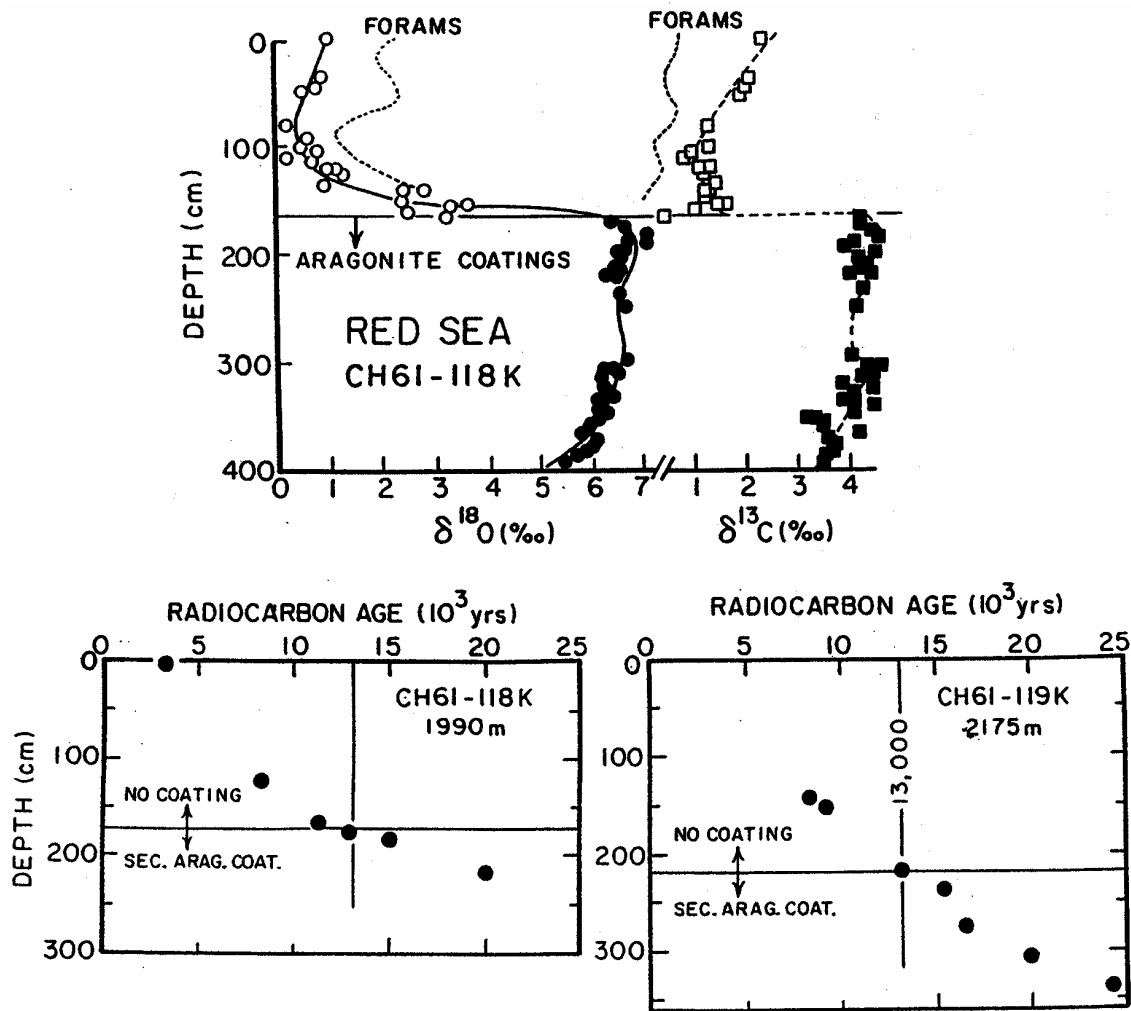 FORAMS
FORAMS
0
100
200
300
400
DEPTH (cm)
ARAGONITE COATINGS
RED SEA
CH61-118K
0 1 2 3 4 5 6 7 1 2 3 4
δ¹⁸O (‰)
δ¹³C (‰)
RADIOCARBON AGE (10³ yrs)
0 5 10 15 20 25
0
100
200
300
DEPTH (cm)
CH61-118K
1990m
NO COATING
SEC. ARAG. COAT.
RADIOCARBON AGE (10³ yrs)
0 5 10 15 20 25
0
100
200
300
CH61-119K
2175m
13,000
NO COATING
SEC. ARAG. COAT.